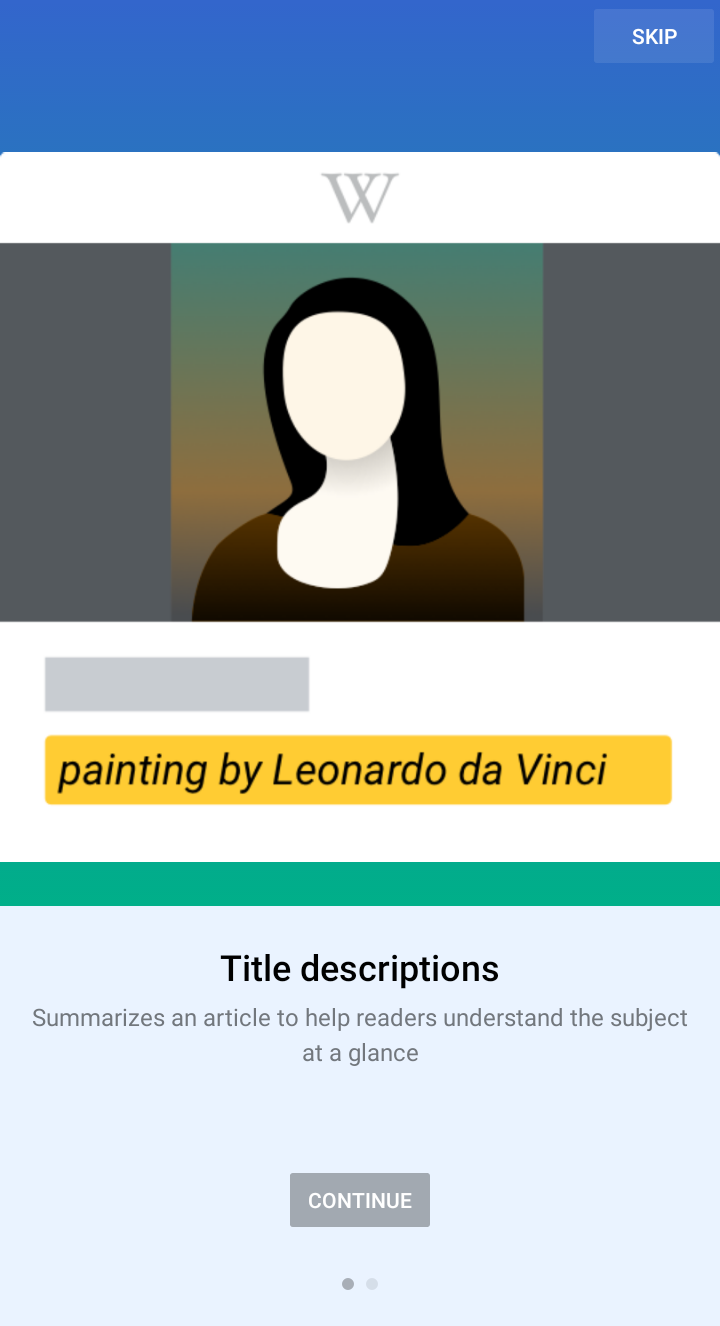 SKIP
W
painting by Leonardo da Vinci
Title descriptions
Summarizes an article to help readers understand the subject
at a glance
CONTINUE